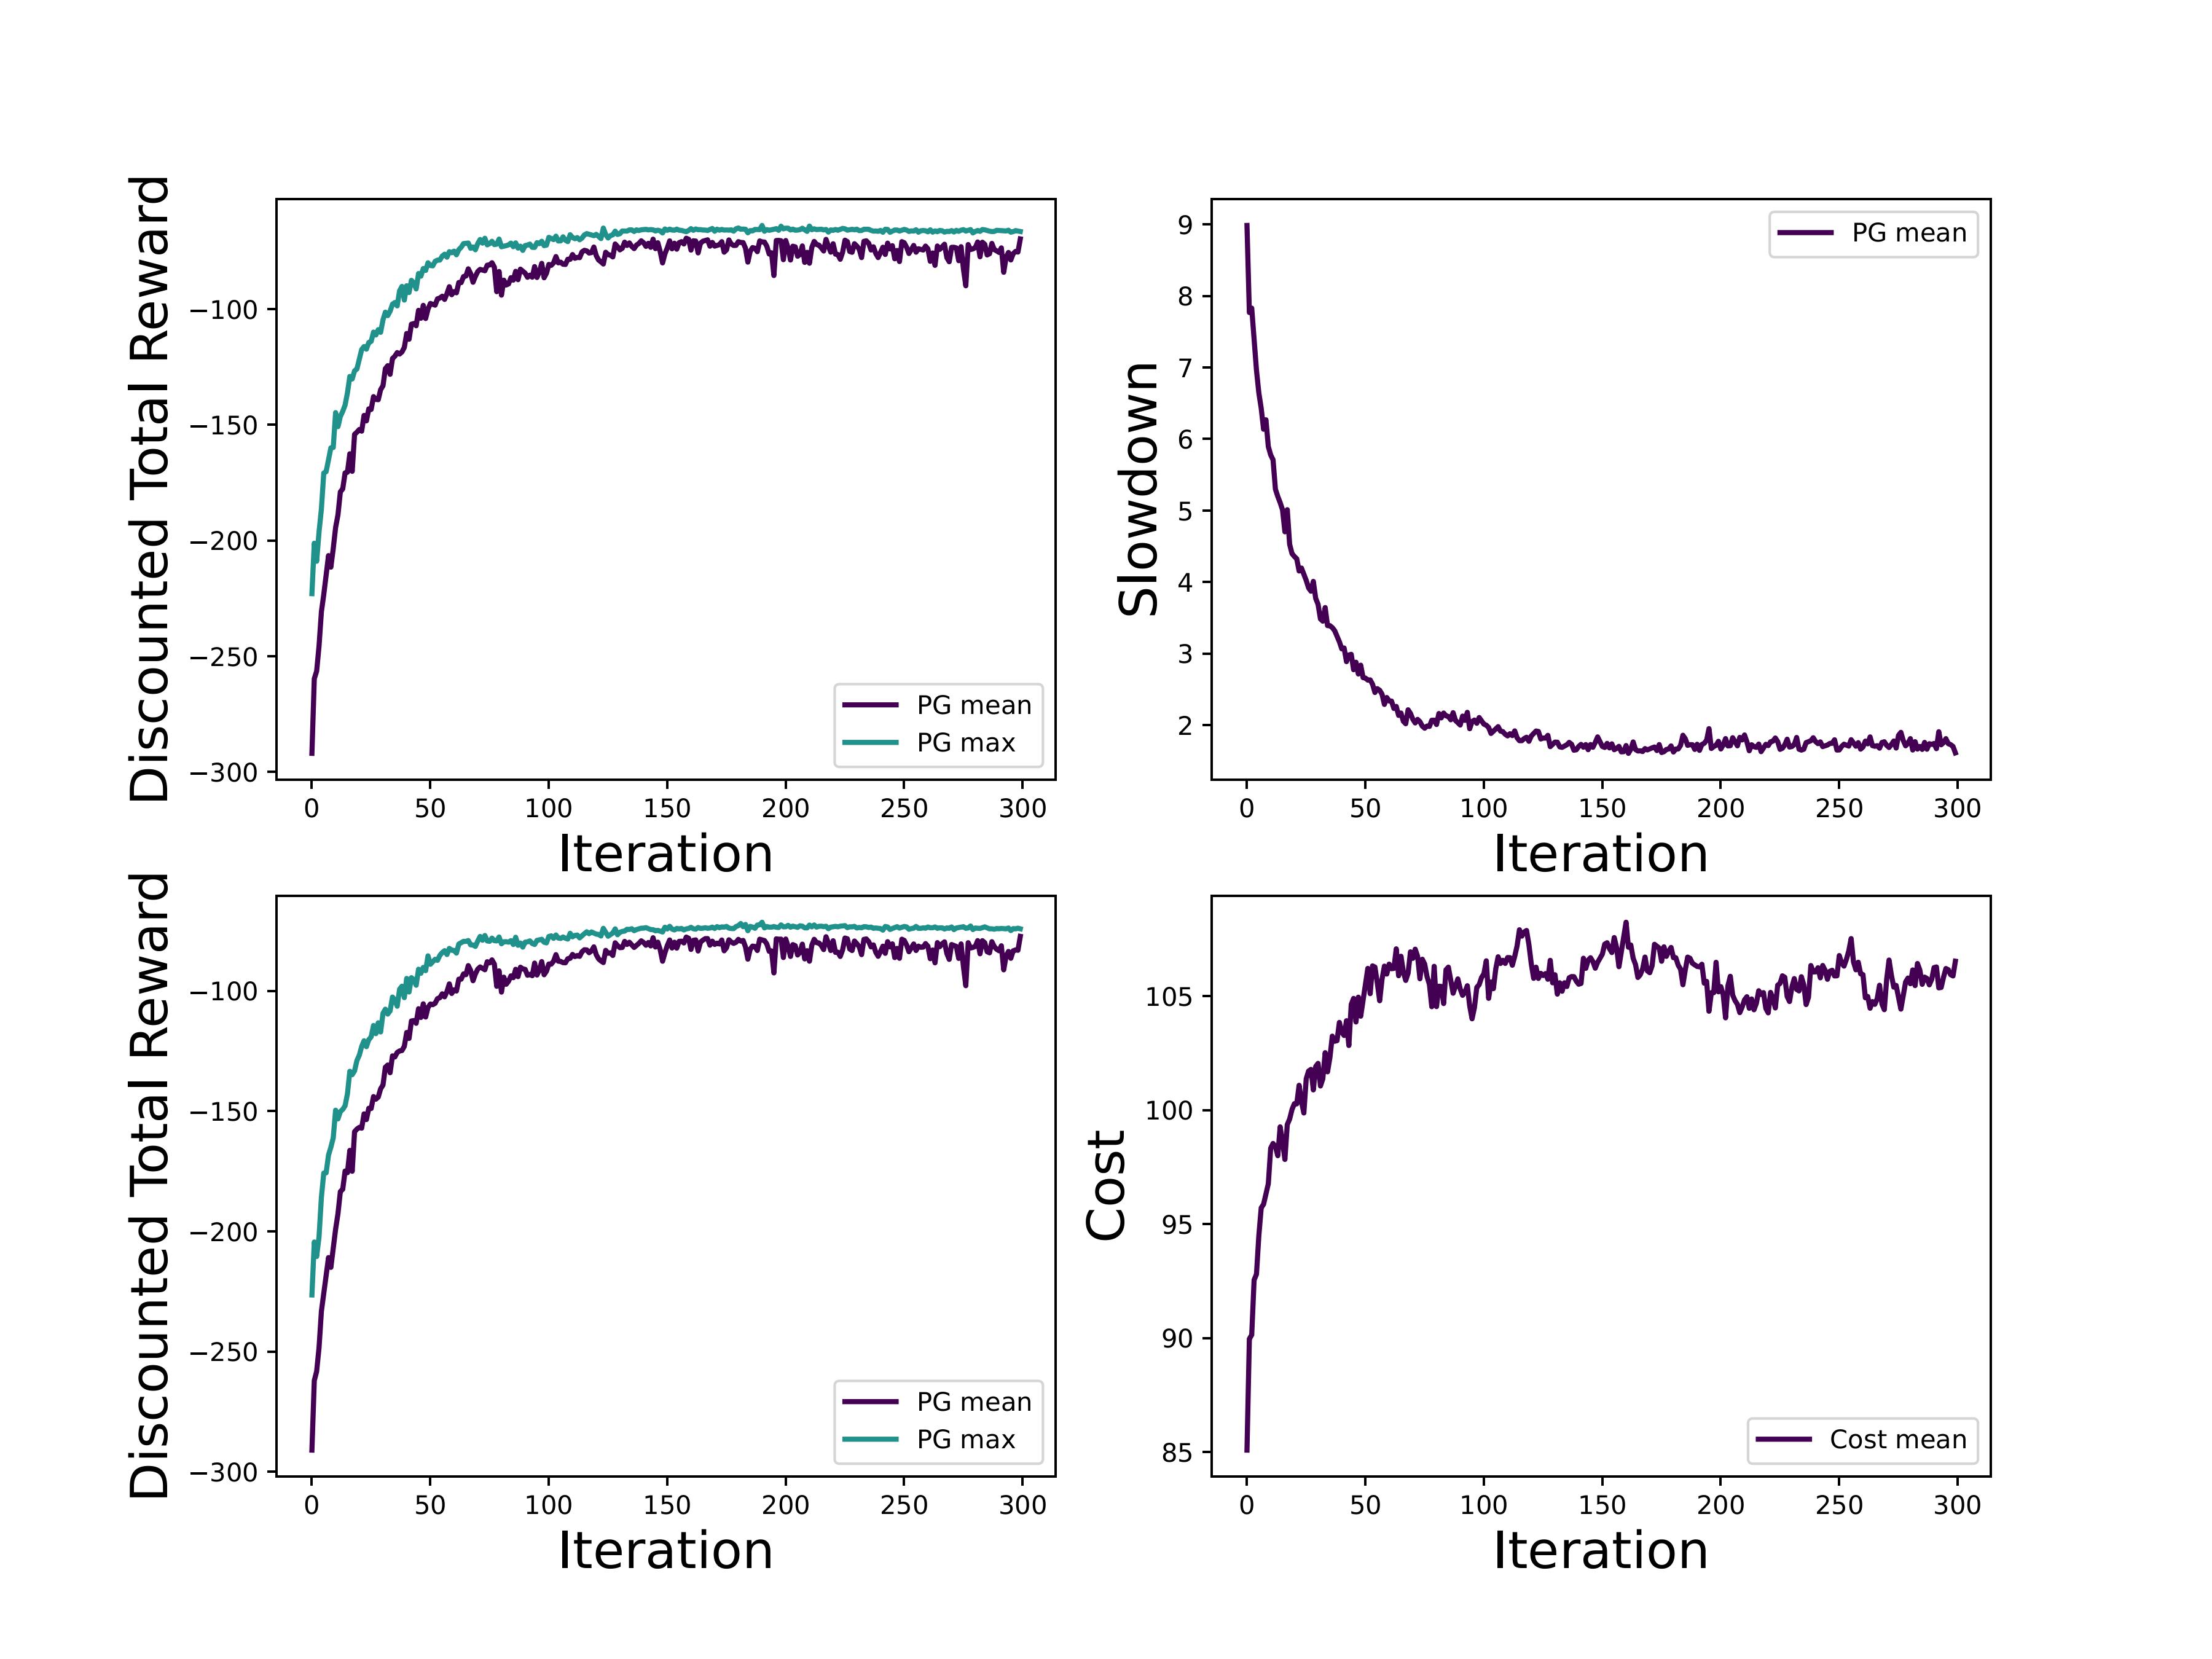 Discounted Total Reward
−100
−150
−200
−250
−300
0 50 100 150 200 250 300
Iteration
PG mean
PG max
Slowdown
9
8
7
6
5
4
3
2
0 50 100 150 200 250 300
Iteration
PG mean
Discounted Total Reward
−100
−150
−200
−250
−300
0 50 100 150 200 250 300
Iteration
PG mean
PG max
Cost
105
100
95
90
85
0 50 100 150 200 250 300
Iteration
Cost mean